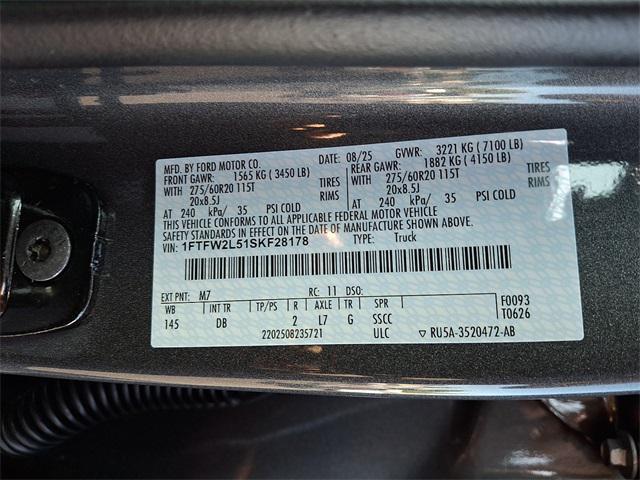 MFD. BY FORD MOTOR CO. DATE: 08/25 GVWR: 3221 KG ( 7100 LB)
FRONT GAWR: 1565 KG ( 3450 LB) REAR GAWR: 1882 KG ( 4150 LB)
WITH 275/60R20 115T TIRES WITH 275/60R20 115T TIRES
20x8.5J RIMS 20x8.5J RIMS
AT 240 kPa/ 35 PSI COLD AT 240 kPa/ 35 PSI COLD
THIS VEHICLE CONFORMS TO ALL APPLICABLE FEDERAL MOTOR VEHICLE
SAFETY STANDARDS IN EFFECT ON THE DATE OF MANUFACTURE SHOWN ABOVE.
VIN: 1FTFW2L51SKF28178 TYPE: Truck
EXT PNT: M7 RC: 11 DSO: F0093
WB INT TR TP/PS R AXLE TR SPR T0626
145 DB 2 L7 G SSCC
2202508235721 ULC ▽ RU5A-3520472-AB